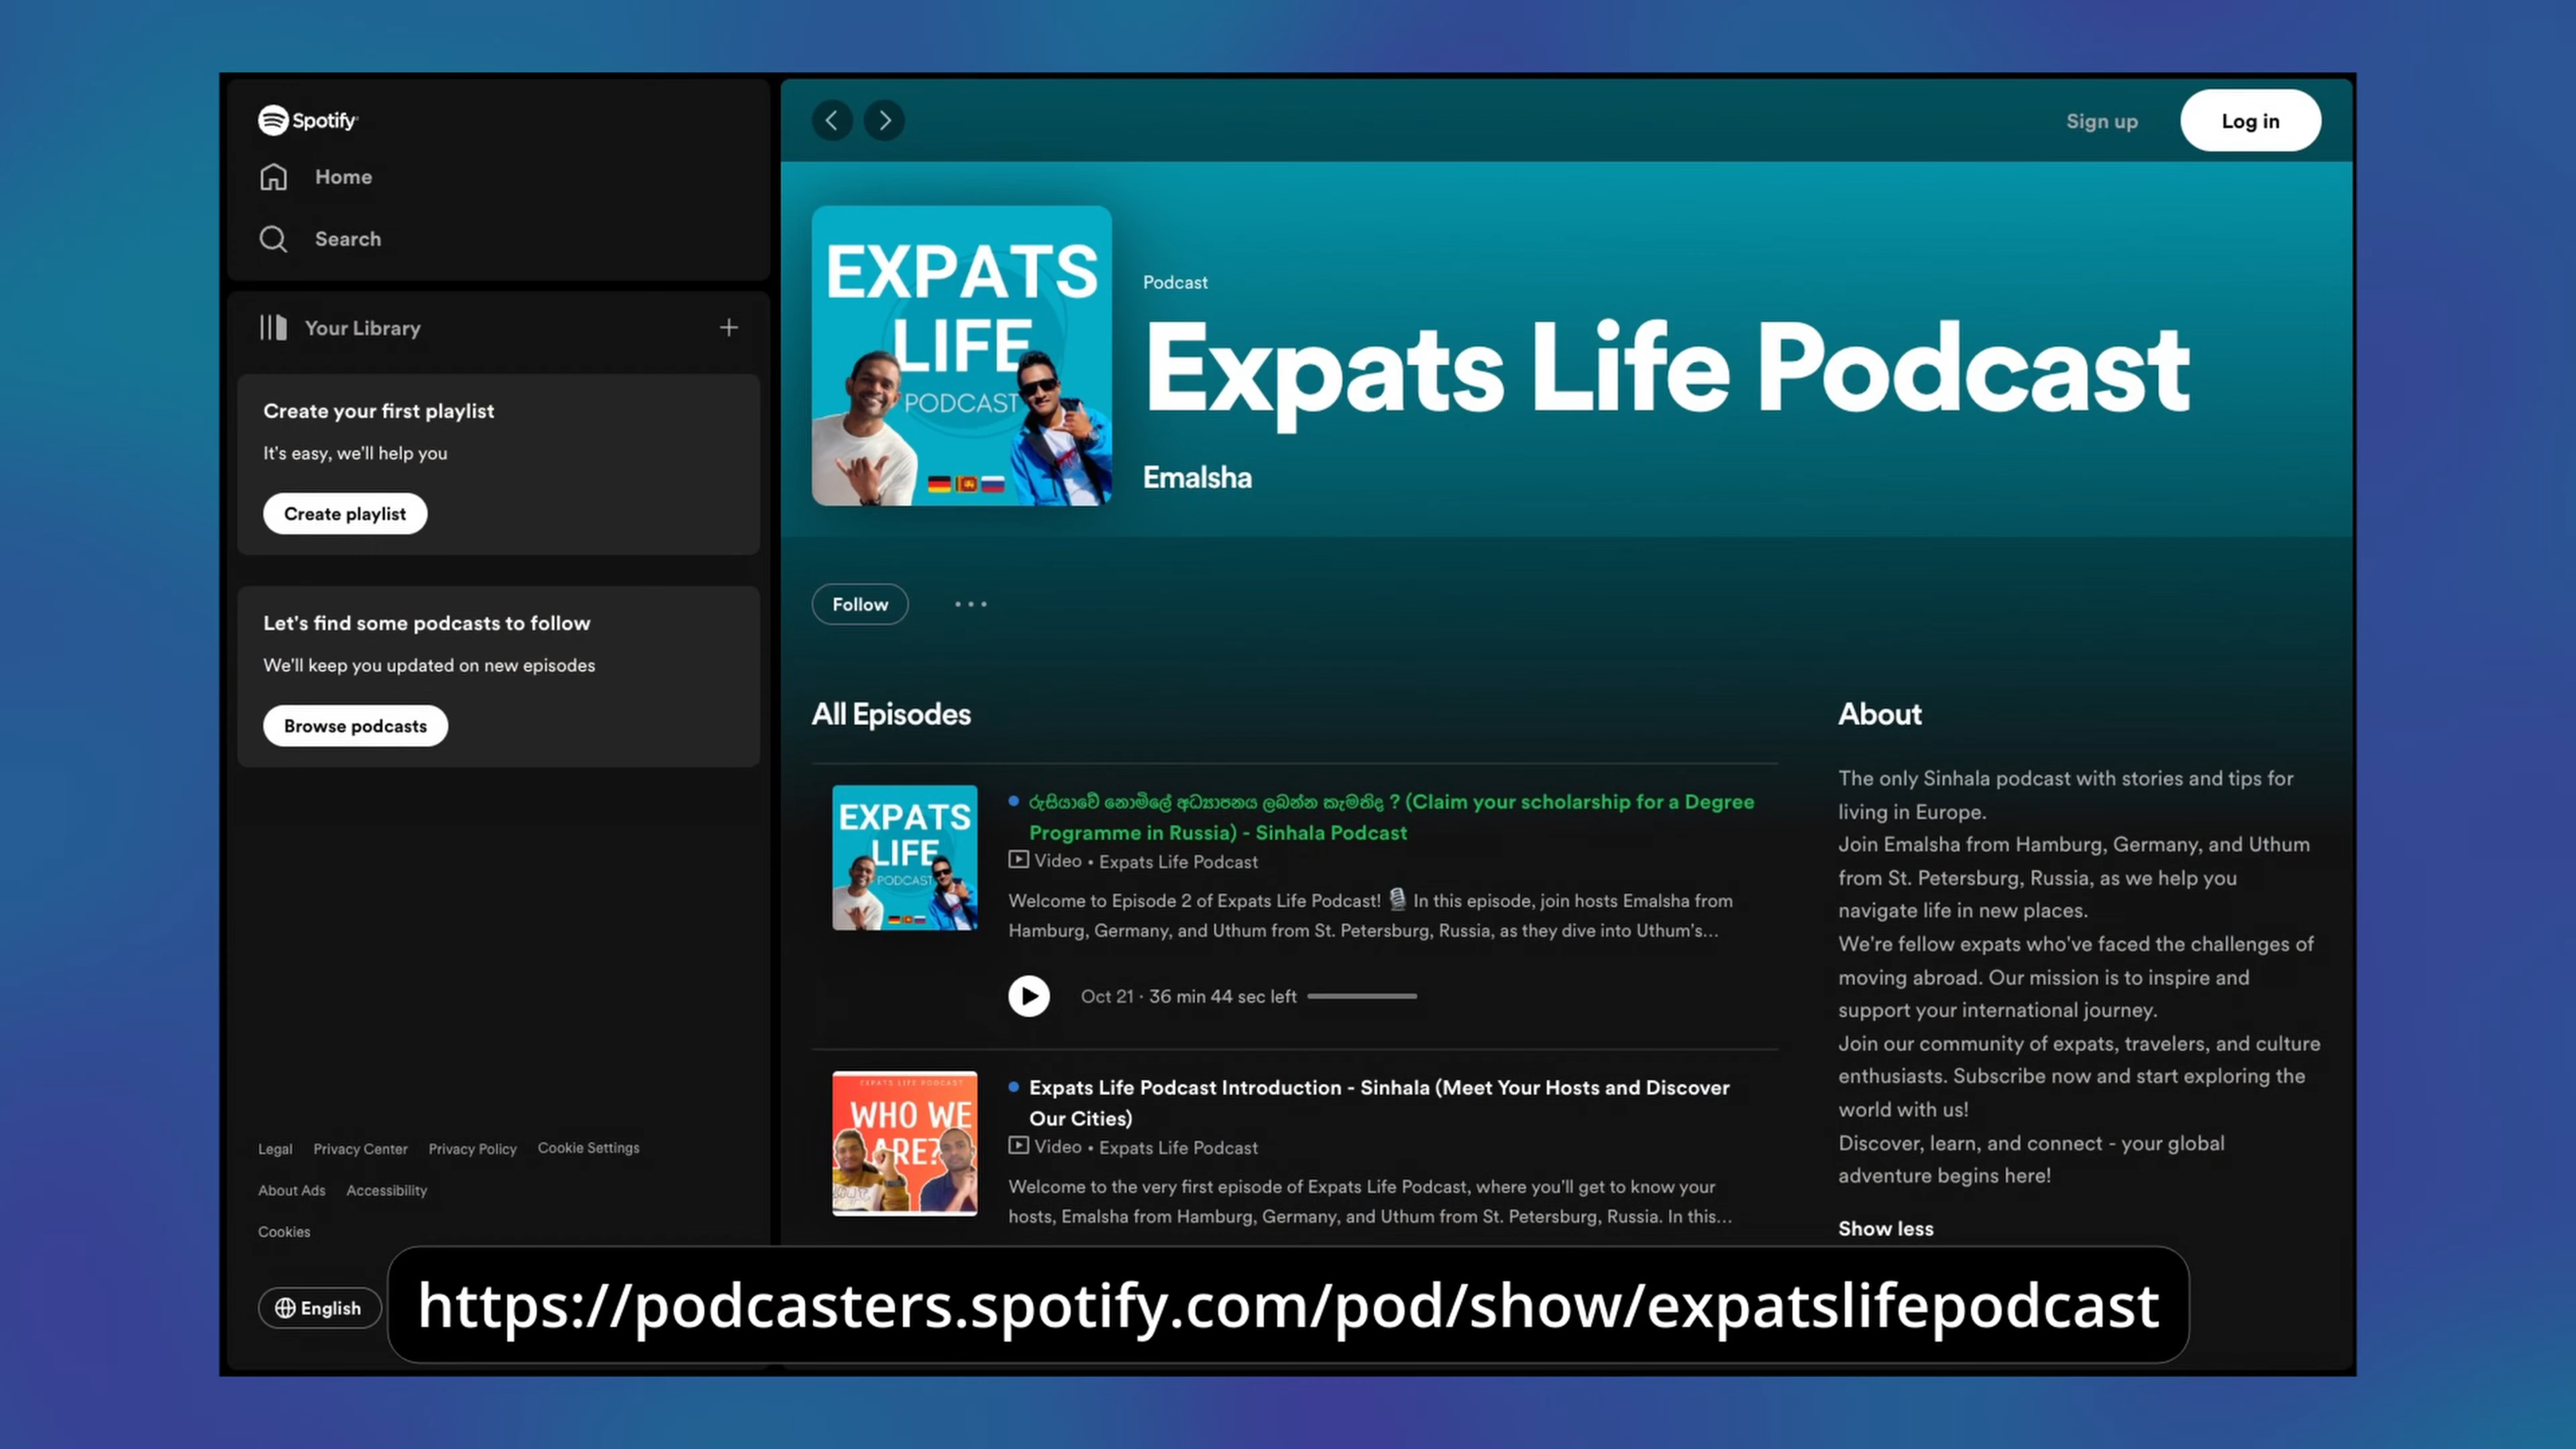 Spotify
Home
Search
Your Library
Create your first playlist
It's easy, we'll help you
Create playlist
Let's find some podcasts to follow
We'll keep you updated on new episodes
Browse podcasts
Legal Privacy Center Privacy Policy Cookie Settings
About Ads Accessibility
Cookies
English
Sign up
Log in
EXPATS
LIFE
PODCAST
Podcast
Expats Life Podcast
Emalsha
Follow
All Episodes
EXPATS
LIFE
PODCAST
රුසියාවේ නොමිලේ අධ්‍යාපනය ලබන්න කැමතිද ? (Claim your scholarship for a Degree
Programme in Russia) - Sinhala Podcast
Video • Expats Life Podcast
Welcome to Episode 2 of Expats Life Podcast! 🎙️ In this episode, join hosts Emalsha from
Hamburg, Germany, and Uthum from St. Petersburg, Russia, as they dive into Uthum's...
Oct 21 · 36 min 44 sec left
EXPATS LIFE PODCAST
WHO WE
ARE?
Expats Life Podcast Introduction - Sinhala (Meet Your Hosts and Discover
Our Cities)
Video • Expats Life Podcast
Welcome to the very first episode of Expats Life Podcast, where you'll get to know your
hosts, Emalsha from Hamburg, Germany, and Uthum from St. Petersburg, Russia. In this...
About
The only Sinhala podcast with stories and tips for
living in Europe.
Join Emalsha from Hamburg, Germany, and Uthum
from St. Petersburg, Russia, as we help you
navigate life in new places.
We're fellow expats who've faced the challenges of
moving abroad. Our mission is to inspire and
support your international journey.
Join our community of expats, travelers, and culture
enthusiasts. Subscribe now and start exploring the
world with us!
Discover, learn, and connect - your global
adventure begins here!
Show less
https://podcasters.spotify.com/pod/show/expatslifepodcast